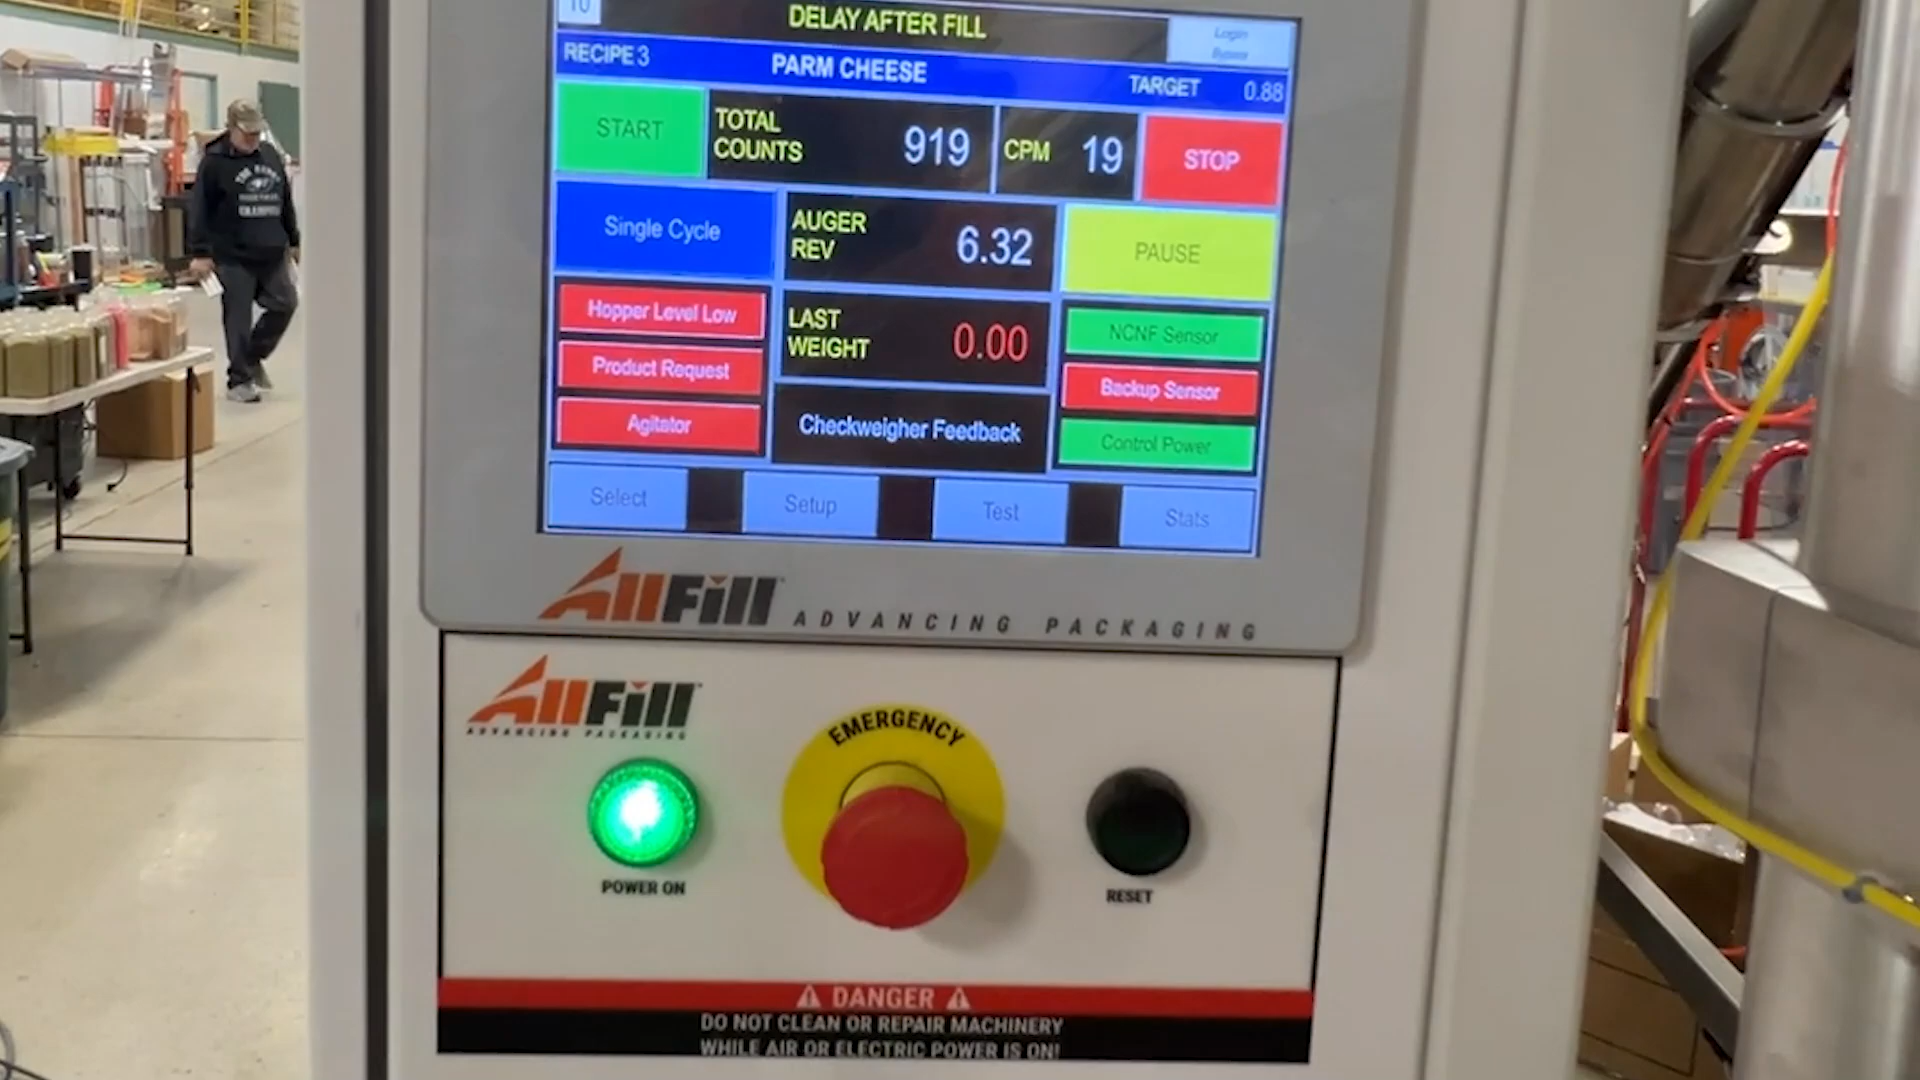 10
DELAY AFTER FILL
Login
Bypass
RECIPE 3
PARM CHEESE
TARGET 0.88
START
TOTAL
COUNTS
919
CPM 19
STOP
Single Cycle
AUGER
REV
6.32
PAUSE
Hopper Level Low
LAST
WEIGHT
0.00
NCNF Sensor
Product Request
Backup Sensor
Agitator
Checkweigher Feedback
Control Power
Select
Setup
Test
Stats
AllFill
ADVANCING PACKAGING
AllFill
ADVANCING PACKAGING
EMERGENCY
POWER ON
RESET
⚠ DANGER ⚠
DO NOT CLEAN OR REPAIR MACHINERY
WHILE AIR OR ELECTRIC POWER IS ON!